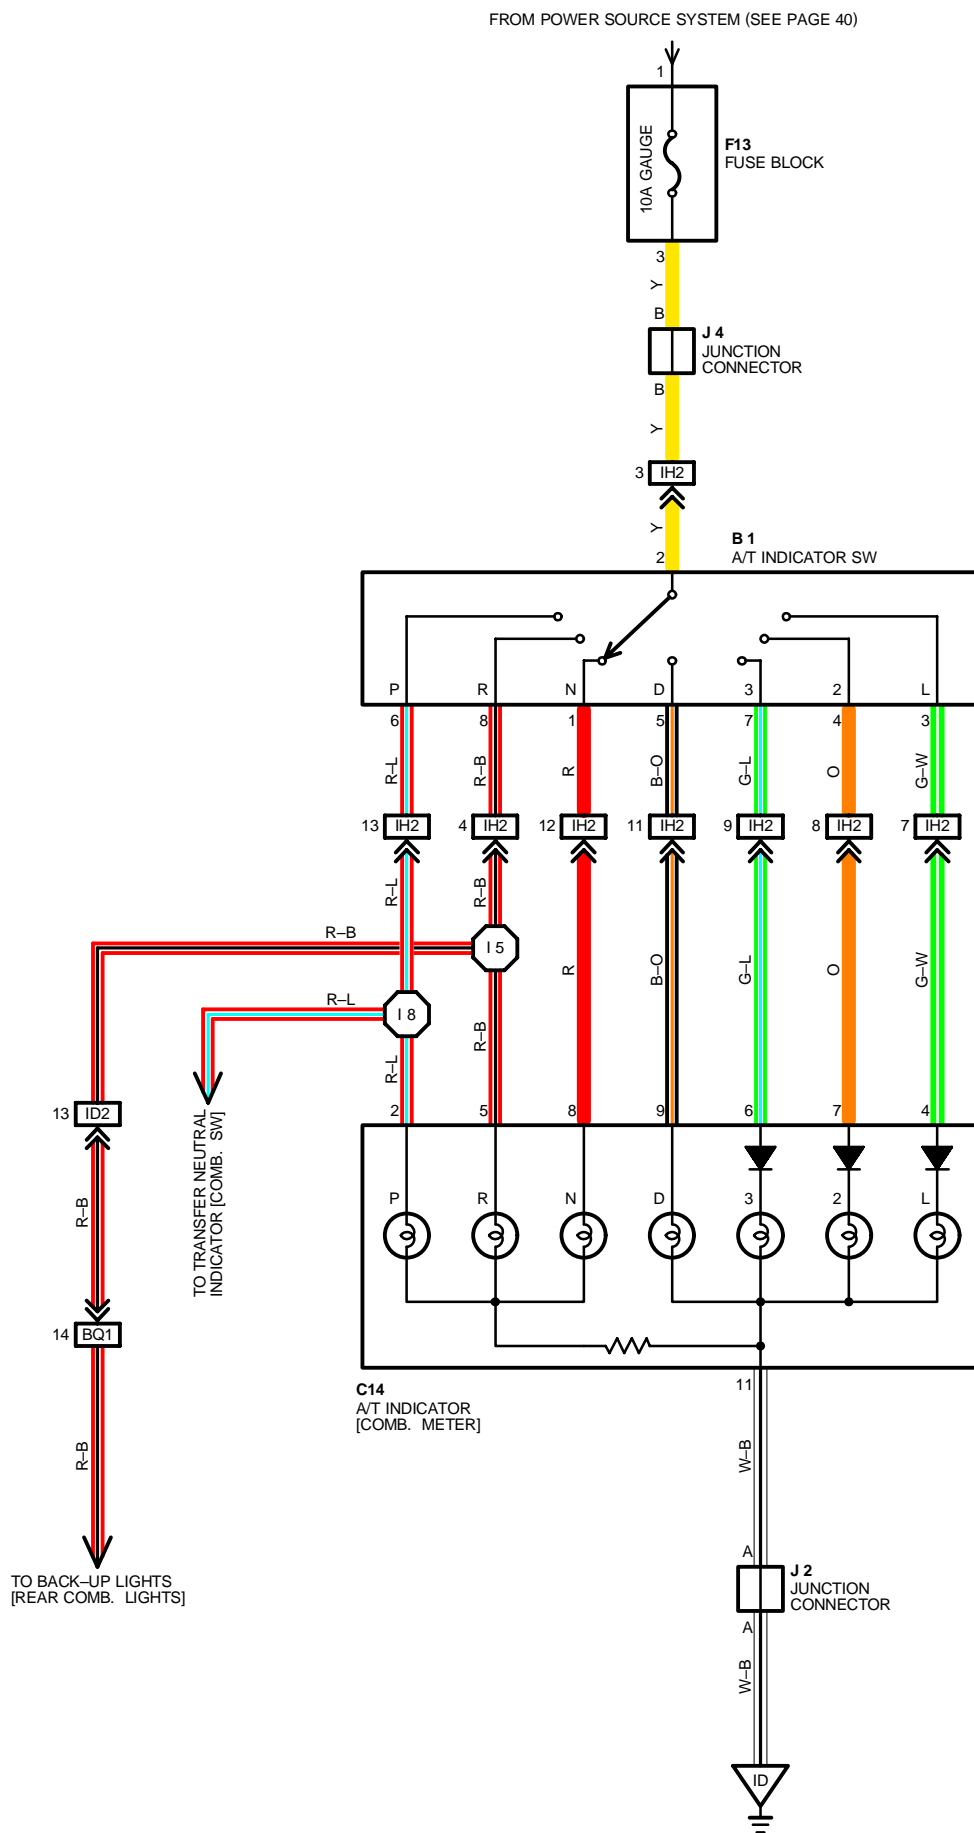 FROM POWER SOURCE SYSTEM (SEE PAGE 40)
1
10A GAUGE
F13
FUSE BLOCK
3
Y
B
J 4
JUNCTION
CONNECTOR
B
Y
3 IH2
Y
2
B 1
A/T INDICATOR SW
P R N D 3 2 L
6 8 1 5 7 4 3
R–L R–B R B–O G–L O G–W
13 IH2 4 IH2 12 IH2 11 IH2 9 IH2 8 IH2 7 IH2
R–L R–B
R–B
I 5
R B–O G–L O G–W
R–L
I 8
R–L R–B
2 5 8 9 6 7 4
13 ID2
TO TRANSFER NEUTRAL
INDICATOR [COMB. SW]
R–B
P R N D 3 2 L
14 BQ1
C14
A/T INDICATOR
[COMB. METER]
11
R–B
W–B
TO BACK–UP LIGHTS
[REAR COMB. LIGHTS]
A
J 2
JUNCTION
CONNECTOR
A
W–B
ID